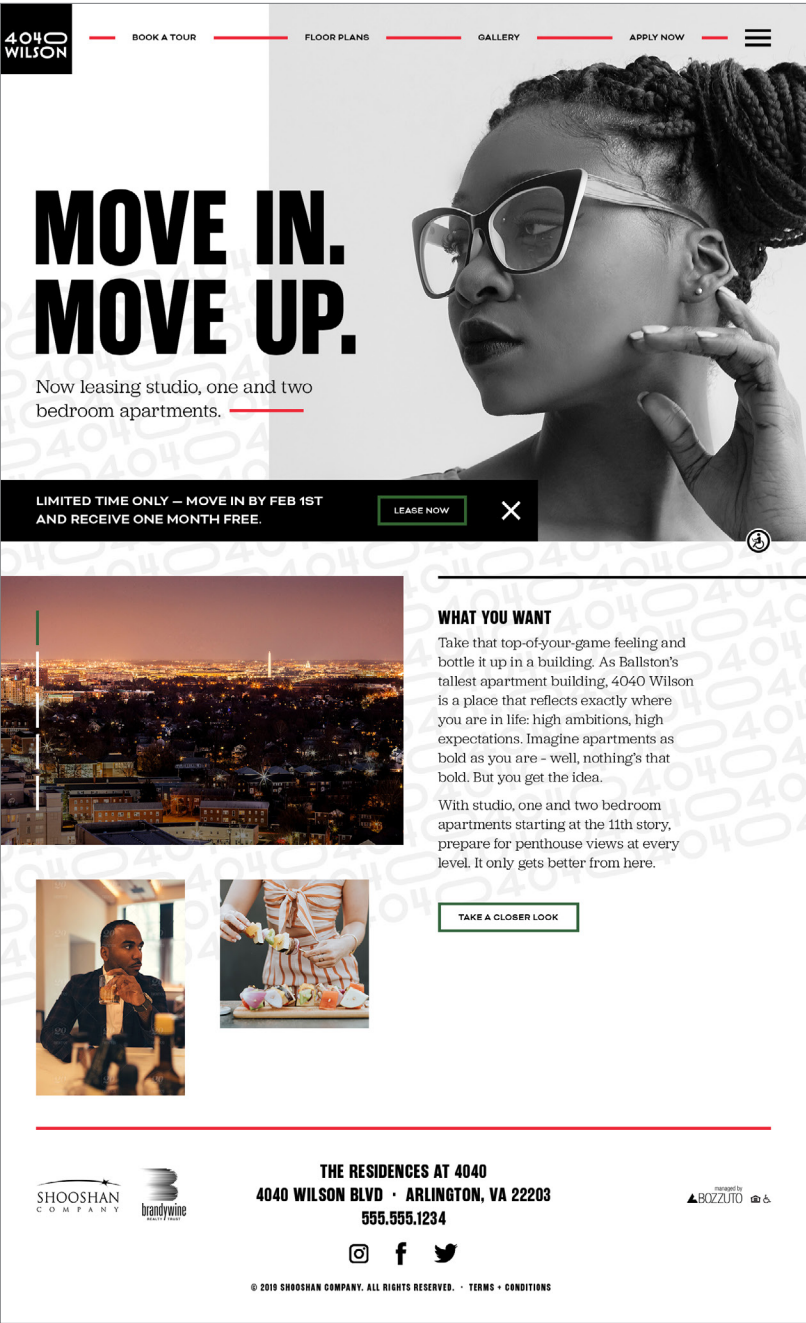 4040
WILSON
BOOK A TOUR
FLOOR PLANS
GALLERY
APPLY NOW
MOVE IN.
MOVE UP.
Now leasing studio, one and two
bedroom apartments.
LIMITED TIME ONLY — MOVE IN BY FEB 1ST
AND RECEIVE ONE MONTH FREE.
LEASE NOW
WHAT YOU WANT
Take that top-of-your-game feeling and
bottle it up in a building. As Ballston's
tallest apartment building, 4040 Wilson
is a place that reflects exactly where
you are in life: high ambitions, high
expectations. Imagine apartments as
bold as you are – well, nothing's that
bold. But you get the idea.
With studio, one and two bedroom
apartments starting at the 11th story,
prepare for penthouse views at every
level. It only gets better from here.
TAKE A CLOSER LOOK
SHOOSHAN
COMPANY
brandywine
REALTY TRUST
THE RESIDENCES AT 4040
4040 WILSON BLVD · ARLINGTON, VA 22203
555.555.1234
© 2019 SHOOSHAN COMPANY. ALL RIGHTS RESERVED. · TERMS + CONDITIONS
managed by
BOZZUTO